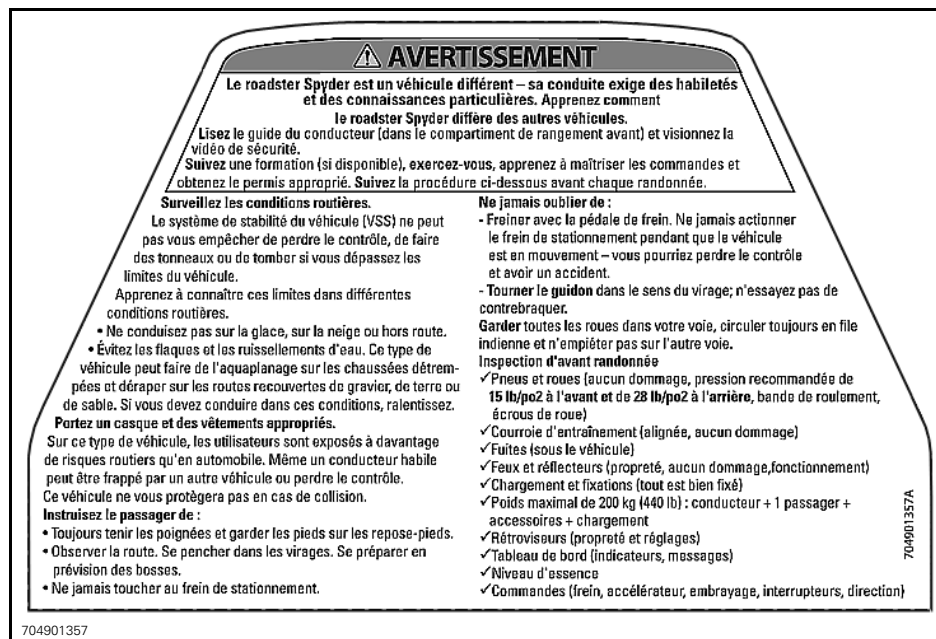 ⚠ AVERTISSEMENT
Le roadster Spyder est un véhicule différent – sa conduite exige des habiletés
et des connaissances particulières. Apprenez comment
le roadster Spyder diffère des autres véhicules.
Lisez le guide du conducteur (dans le compartiment de rangement avant) et visionnez la
vidéo de sécurité.
Suivez une formation (si disponible), exercez-vous, apprenez à maîtriser les commandes et
obtenez le permis approprié. Suivez la procédure ci-dessous avant chaque randonnée.
Surveillez les conditions routières.
Le système de stabilité du véhicule (VSS) ne peut
pas vous empêcher de perdre le contrôle, de faire
des tonneaux ou de tomber si vous dépassez les
limites du véhicule.
Apprenez à connaître ces limites dans différentes
conditions routières.
• Ne conduisez pas sur la glace, sur la neige ou hors route.
• Évitez les flaques et les ruissellements d'eau. Ce type de
véhicule peut faire de l'aquaplanage sur les chaussées détrem-
pées et déraper sur les routes recouvertes de gravier, de terre ou
de sable. Si vous devez conduire dans ces conditions, ralentissez.
Portez un casque et des vêtements appropriés.
Sur ce type de véhicule, les utilisateurs sont exposés à davantage
de risques routiers qu'en automobile. Même un conducteur habile
peut être frappé par un autre véhicule ou perdre le contrôle.
Ce véhicule ne vous protègera pas en cas de collision.
Instruisez le passager de :
• Toujours tenir les poignées et garder les pieds sur les repose-pieds.
• Observer la route. Se pencher dans les virages. Se préparer en
prévision des bosses.
• Ne jamais toucher au frein de stationnement.
Ne jamais oublier de :
- Freiner avec la pédale de frein. Ne jamais actionner
le frein de stationnement pendant que le véhicule
est en mouvement – vous pourriez perdre le contrôle
et avoir un accident.
- Tourner le guidon dans le sens du virage; n'essayez pas de
contrebraquer.
Garder toutes les roues dans votre voie, circuler toujours en file
indienne et n'empiéter pas sur l'autre voie.
Inspection d'avant randonnée
✓Pneus et roues (aucun dommage, pression recommandée de
15 lb/po2 à l'avant et de 28 lb/po2 à l'arrière, bande de roulement,
écrous de roue)
✓Courroie d'entraînement (alignée, aucun dommage)
✓Fuites (sous le véhicule)
✓Feux et réflecteurs (propreté, aucun dommage,fonctionnement)
✓Chargement et fixations (tout est bien fixé)
✓Poids maximal de 200 kg (440 lb) : conducteur + 1 passager +
accessoires + chargement
✓Rétroviseurs (propreté et réglages)
✓Tableau de bord (indicateurs, messages)
✓Niveau d'essence
✓Commandes (frein, accélérateur, embrayage, interrupteurs, direction)
704901357A
704901357